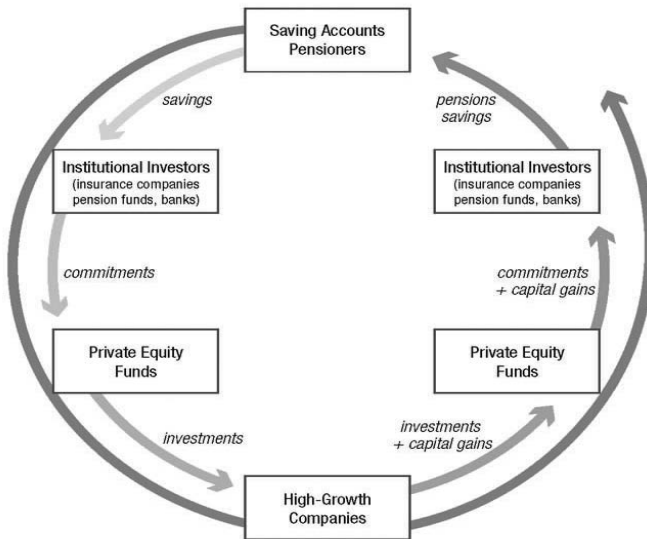 Saving Accounts
Pensioners
savings
pensions
savings
Institutional Investors
(insurance companies
pension funds, banks)
Institutional Investors
(insurance companies
pension funds, banks)
commitments
commitments
+ capital gains
Private Equity
Funds
Private Equity
Funds
investments
investments
+ capital gains
High-Growth
Companies